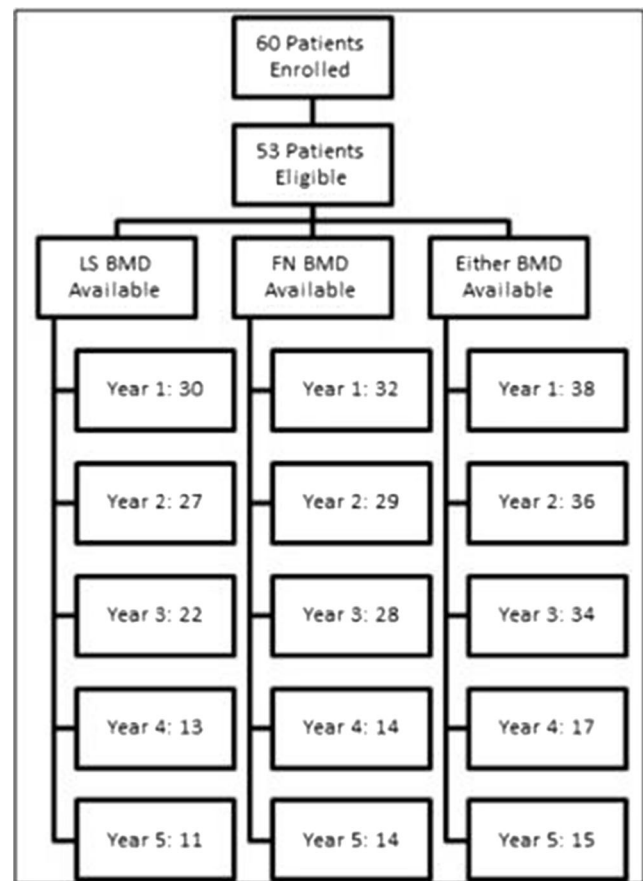 60 Patients
Enrolled
53 Patients
Eligible
LS BMD
Available
FN BMD
Available
Either BMD
Available
Year 1: 30
Year 1: 32
Year 1: 38
Year 2: 27
Year 2: 29
Year 2: 36
Year 3: 22
Year 3: 28
Year 3: 34
Year 4: 13
Year 4: 14
Year 4: 17
Year 5: 11
Year 5: 14
Year 5: 15